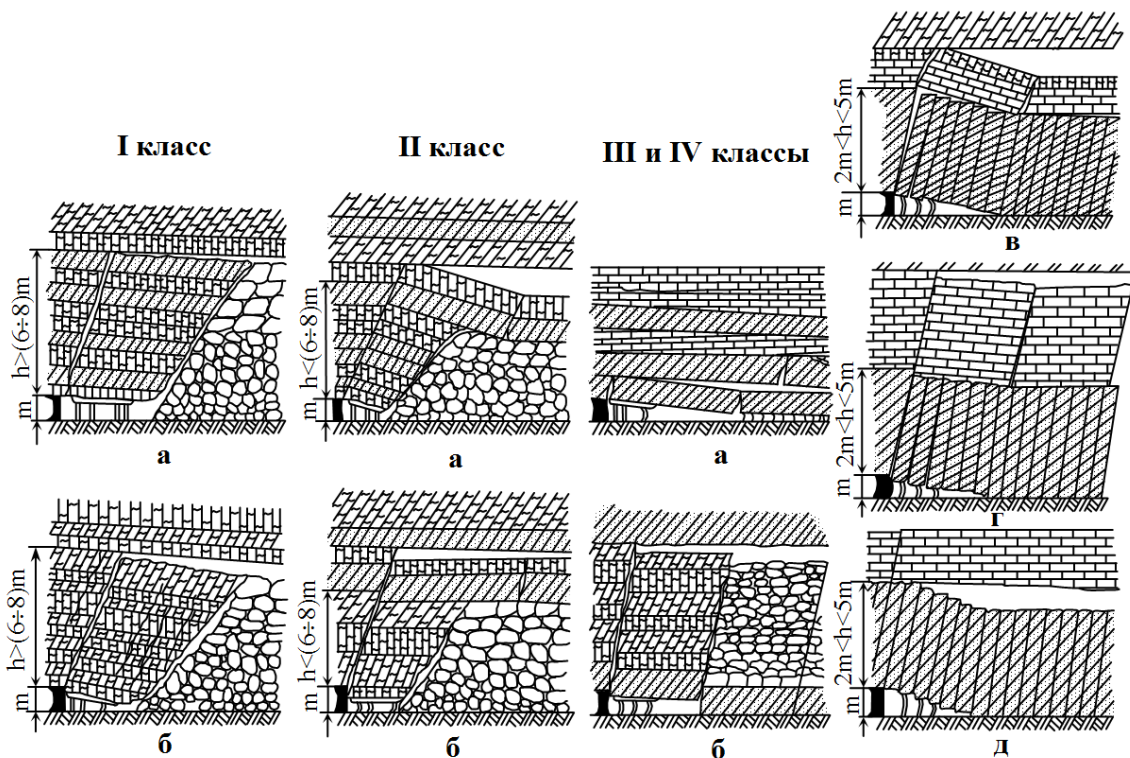 I класс
II класс
III и IV классы
h>(6÷8)m
m
а
h<(6÷8)m
m
а
а
2m<h<5m
m
в
2m<h<5m
m
г
h>(6÷8)m
m
б
h<(6÷8)m
m
б
б
2m<h<5m
m
д